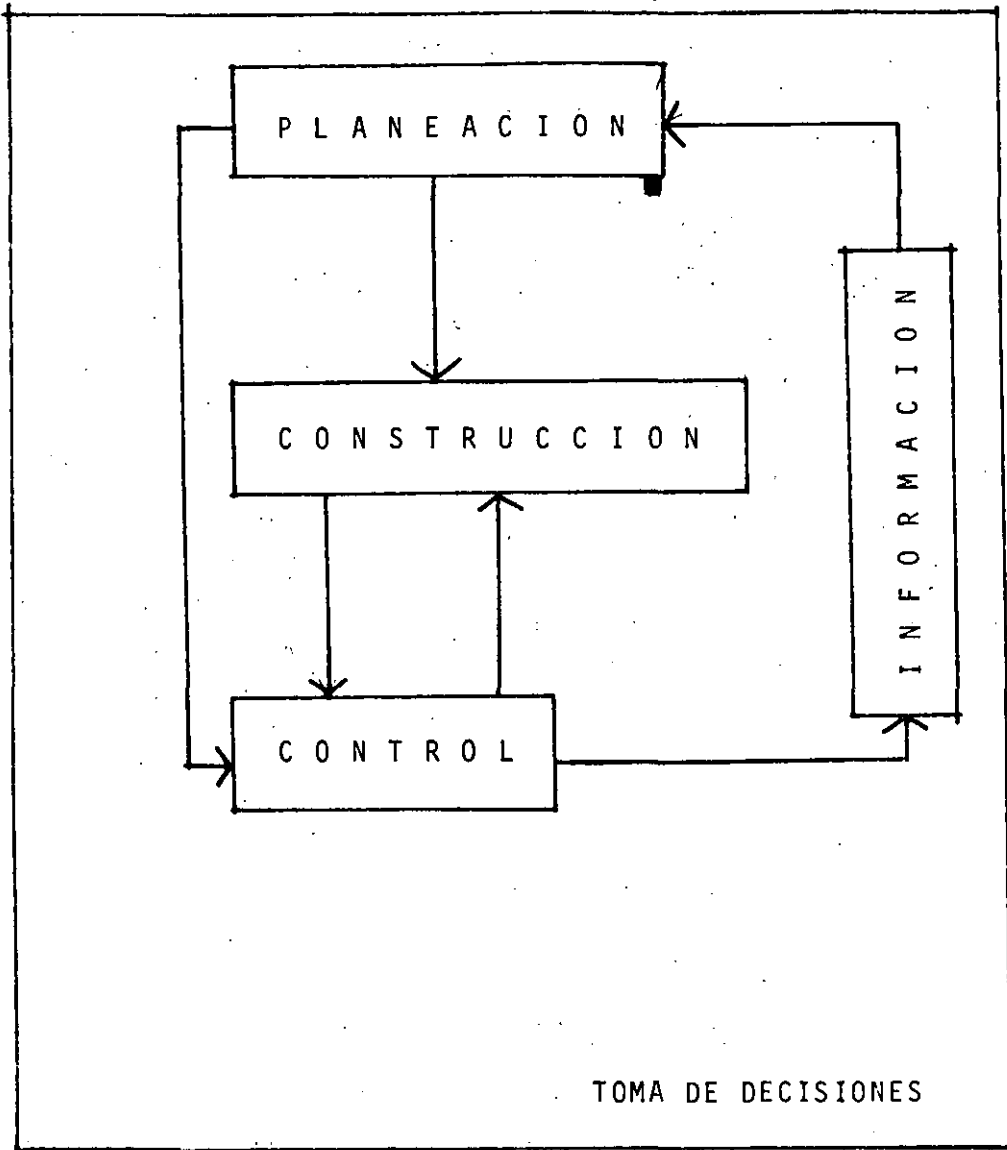 PLANEACION
CONSTRUCCION
INFORMACION
CONTROL
TOMA DE DECISIONES